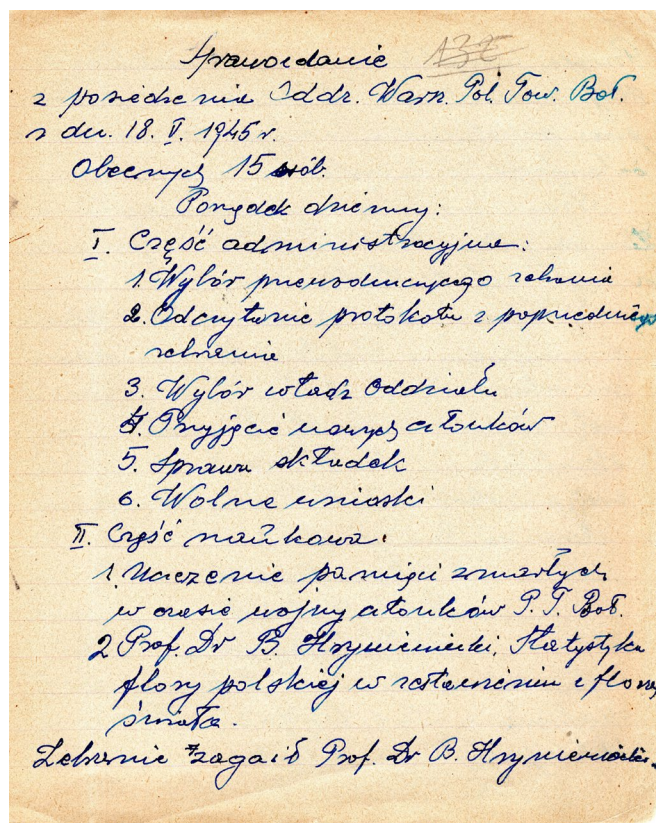 Sprawozdanie
z posiedzenia Oddz. Warsz. Pol. Tow. Bot.
z dn. 18. V. 1945 r.
Obecnych 15 osób.
Porządek dzienny:
I. Część administracyjna:
1. Wybór przewodniczącego zebrania
2. Odczytanie protokołu z poprzedniego
zebrania
3. Wybór władz Oddziału
4. Przyjęcie nowych członków
5. Sprawa składek
6. Wolne wnioski
II. Część naukowa:
1. Uczczenie pamięci zmarłych
w czasie wojny członków P. T. Bot.
2 Prof. Dr B. Hryniewiecki, Statystyka
flory polskiej w zestawieniu z florą
świata.
Zebranie zagaił Prof. Dr B. Hryniewiecki.